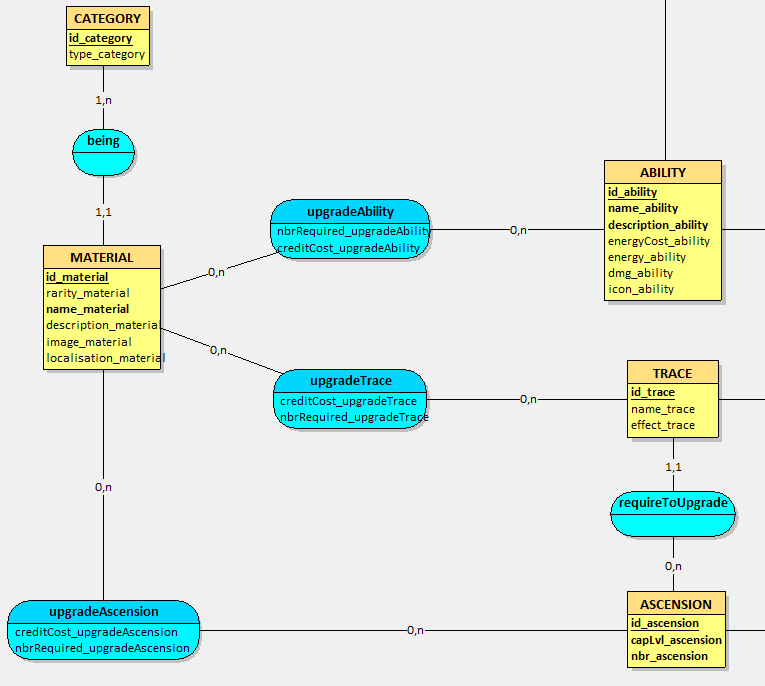 CATEGORY
id_category
type_category
1,n
being
1,1
MATERIAL
id_material
rarity_material
name_material
description_material
image_material
localisation_material
0,n
upgradeAbility
nbrRequired_upgradeAbility
creditCost_upgradeAbility
0,n
ABILITY
id_ability
name_ability
description_ability
energyCost_ability
energy_ability
dmg_ability
icon_ability
0,n
upgradeTrace
creditCost_upgradeTrace
nbrRequired_upgradeTrace
0,n
TRACE
id_trace
name_trace
effect_trace
1,1
requireToUpgrade
0,n
0,n
upgradeAscension
creditCost_upgradeAscension
nbrRequired_upgradeAscension
0,n
ASCENSION
id_ascension
capLvl_ascension
nbr_ascension